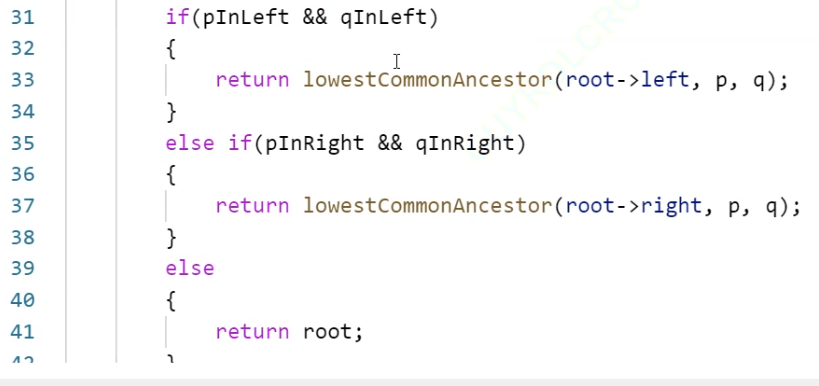 31 if(pInLeft && qInLeft)
32 {
33 return lowestCommonAncestor(root->left, p, q);
34 }
35 else if(pInRight && qInRight)
36 {
37 return lowestCommonAncestor(root->right, p, q);
38 }
39 else
40 {
41 return root;
42 }